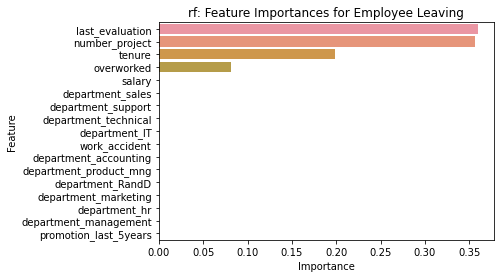 rf: Feature Importances for Employee Leaving
last_evaluation
number_project
tenure
overworked
salary
department_sales
department_support
department_technical
department_IT
work_accident
department_accounting
department_product_mng
department_RandD
department_marketing
department_hr
department_management
promotion_last_5years
Feature
0.00 0.05 0.10 0.15 0.20 0.25 0.30 0.35
Importance